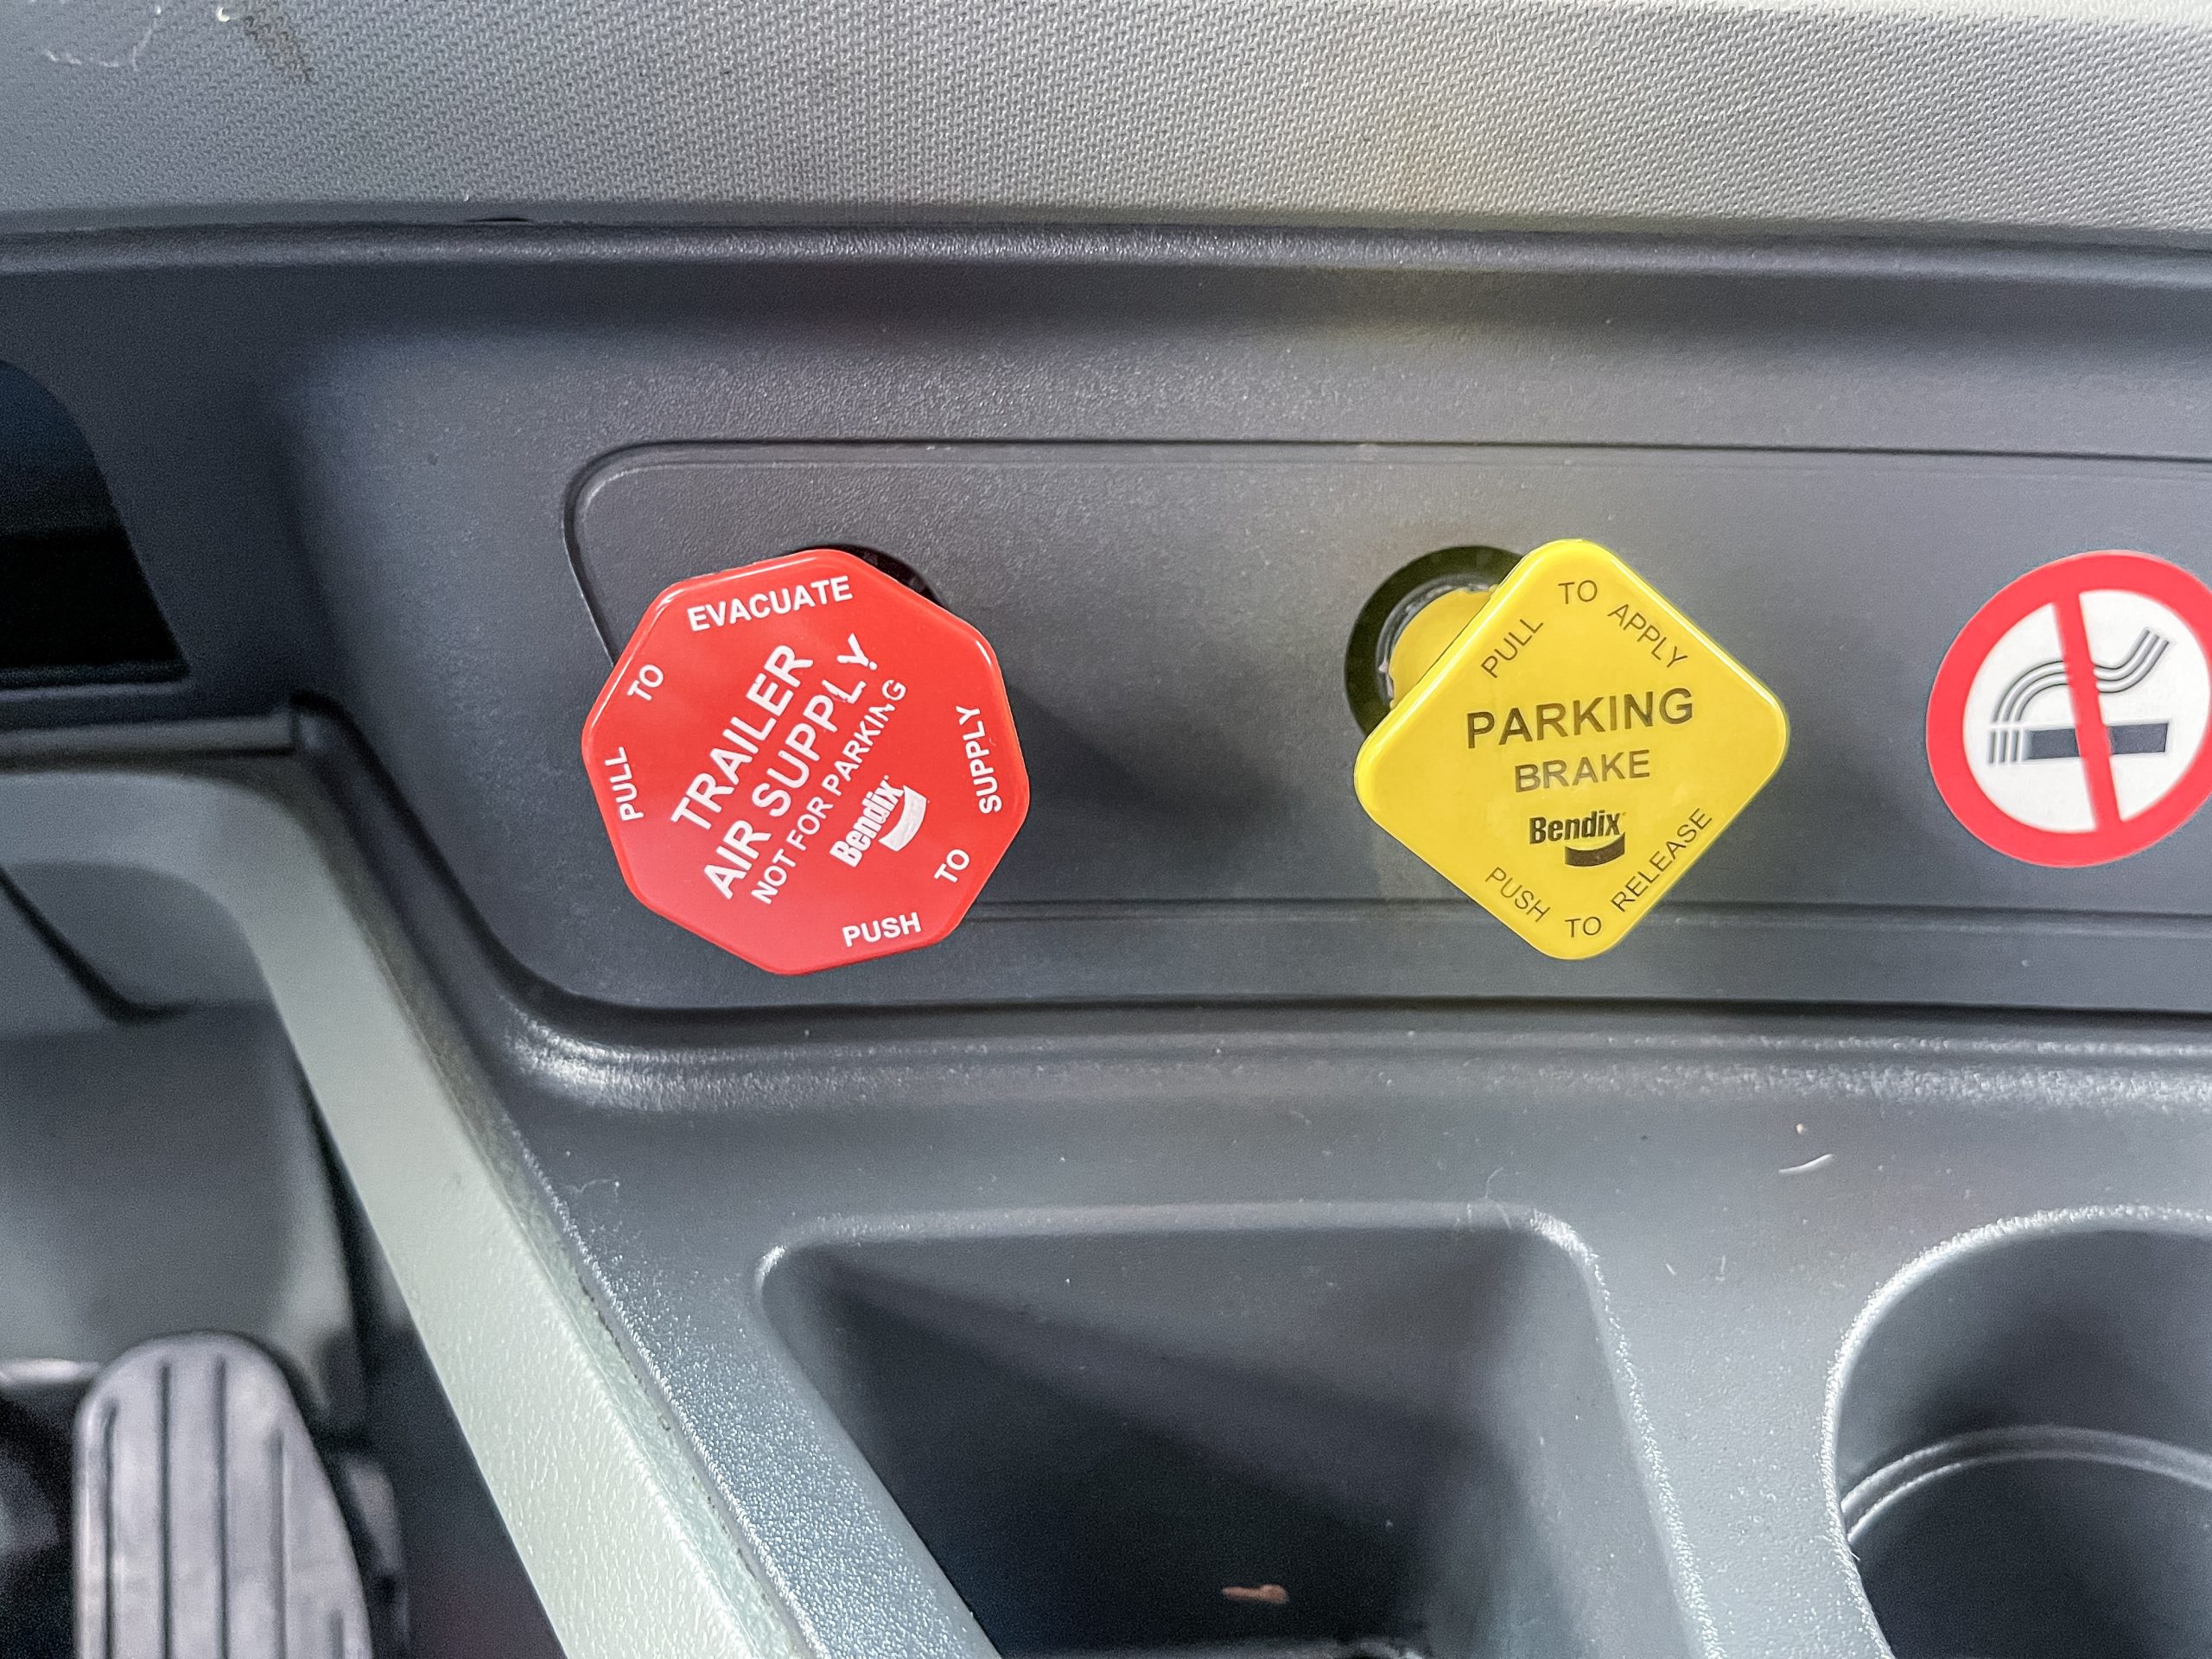 PULL TO EVACUATE
TRAILER
AIR SUPPLY
NOT FOR PARKING
Bendix
PUSH TO SUPPLY
PULL TO APPLY
PARKING
BRAKE
Bendix
PUSH TO RELEASE